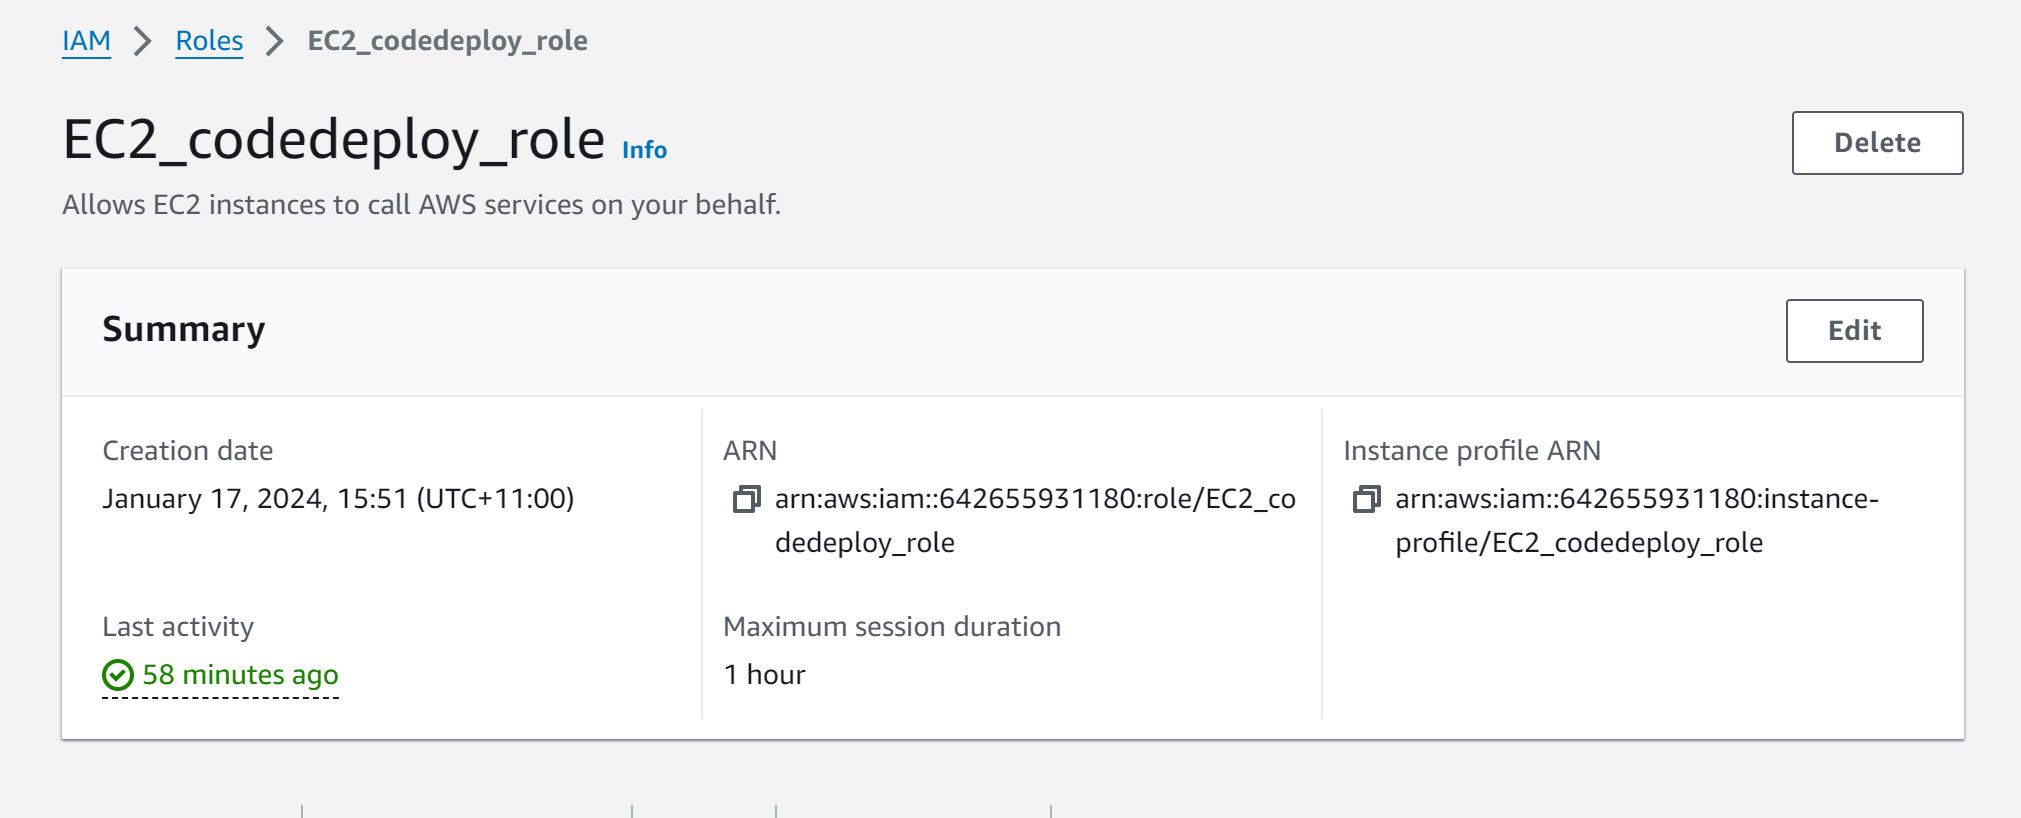 IAM > Roles > EC2_codedeploy_role
EC2_codedeploy_role Info
Delete
Allows EC2 instances to call AWS services on your behalf.
Summary
Edit
Creation date
January 17, 2024, 15:51 (UTC+11:00)
ARN
arn:aws:iam::642655931180:role/EC2_co
dedeploy_role
Instance profile ARN
arn:aws:iam::642655931180:instance-
profile/EC2_codedeploy_role
Last activity
58 minutes ago
Maximum session duration
1 hour